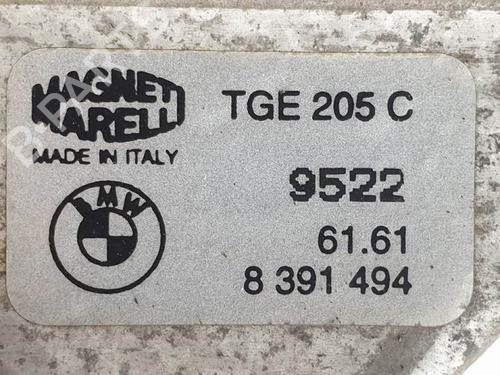 MAGNETI
MARELLI
MADE IN ITALY
BMW
TGE 205 C
9522
61.61
8 391 494